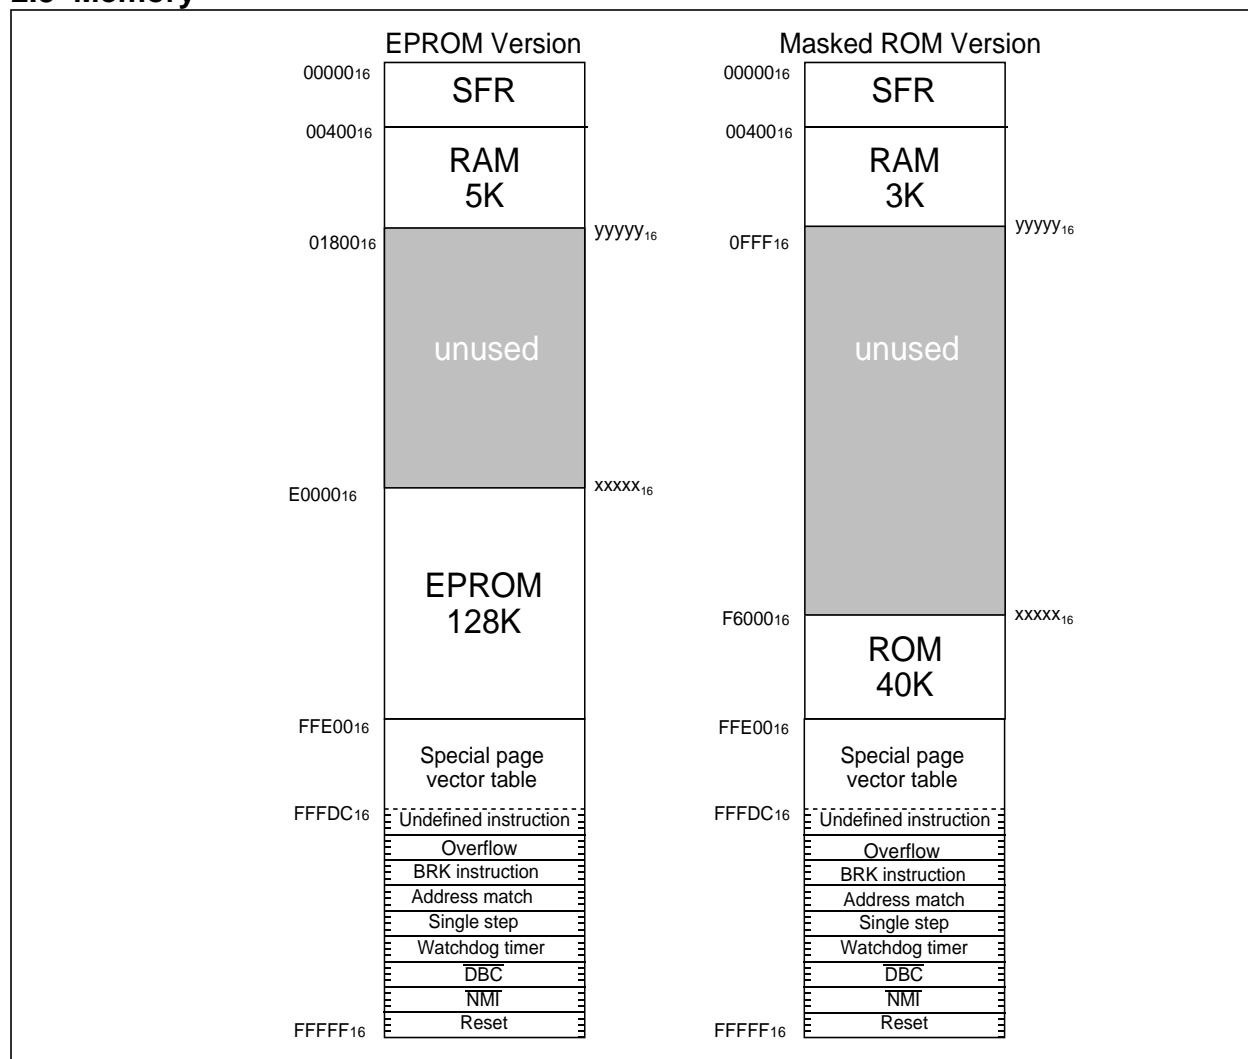 EPROM Version
0000016
SFR
0040016
RAM
5K
0180016
yyyyy16
unused
E000016
xxxxx16
EPROM
128K
FFE0016
Special page
vector table
FFFDC16
Undefined instruction
Overflow
BRK instruction
Address match
Single step
Watchdog timer
DBC
NMI
Reset
FFFFF16
Masked ROM Version
0000016
SFR
0040016
RAM
3K
0FFF16
yyyyy16
unused
F600016
xxxxx16
ROM
40K
FFE0016
Special page
vector table
FFFDC16
Undefined instruction
Overflow
BRK instruction
Address match
Single step
Watchdog timer
DBC
NMI
Reset
FFFFF16